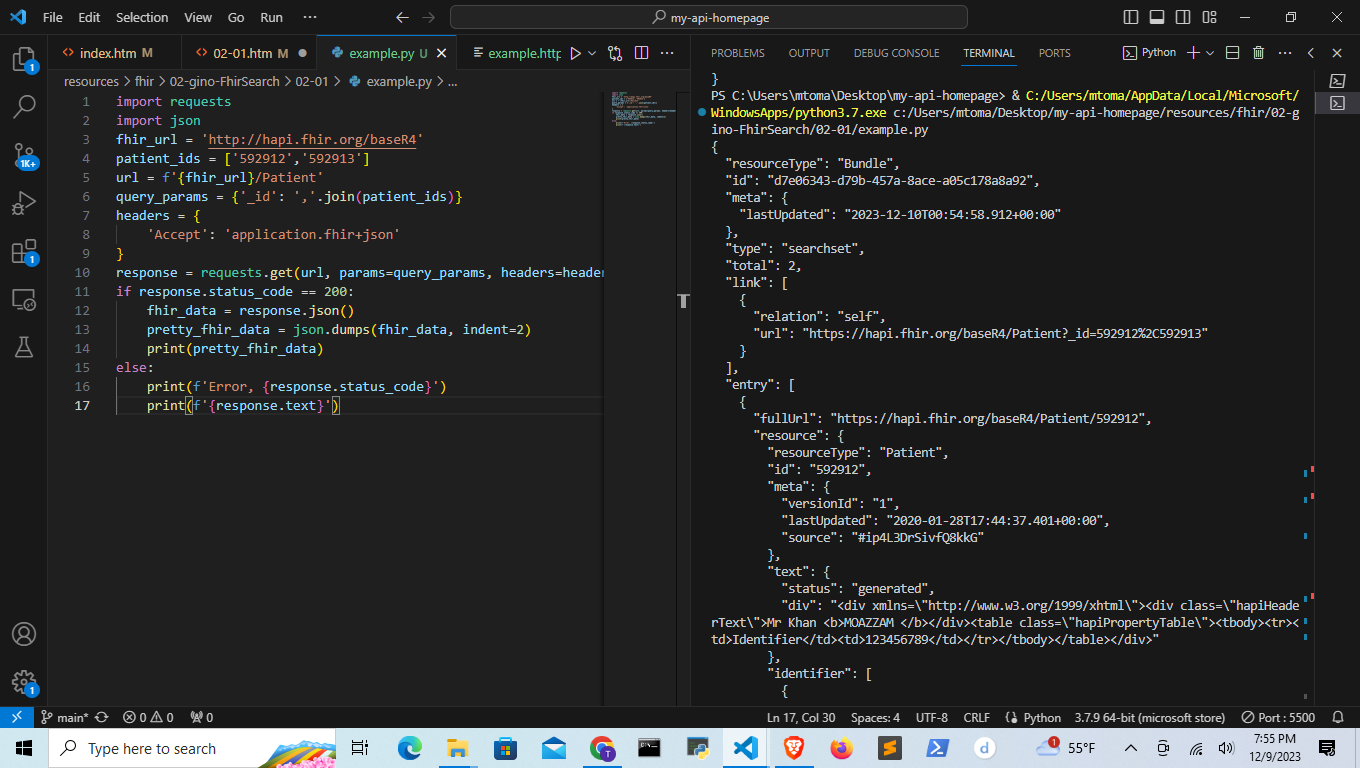 File Edit Selection View Go Run ··· my-api-homepage
index.htm M 02-01.htm M example.py U example.http
resources > fhir > 02-gino-FhirSearch > 02-01 > example.py > ...
1 import requests
2 import json
3 fhir_url = 'http://hapi.fhir.org/baseR4'
4 patient_ids = ['592912','592913']
5 url = f'{fhir_url}/Patient'
6 query_params = {'_id': ','.join(patient_ids)}
7 headers = {
8 'Accept': 'application.fhir+json'
9 }
10 response = requests.get(url, params=query_params, headers=header
11 if response.status_code == 200:
12 fhir_data = response.json()
13 pretty_fhir_data = json.dumps(fhir_data, indent=2)
14 print(pretty_fhir_data)
15 else:
16 print(f'Error, {response.status_code}')
17 print(f'{response.text}')
PROBLEMS OUTPUT DEBUG CONSOLE TERMINAL PORTS Python
}
PS C:\Users\mtoma\Desktop\my-api-homepage> & C:/Users/mtoma/AppData/Local/Microsoft/
WindowsApps/python3.7.exe c:/Users/mtoma/Desktop/my-api-homepage/resources/fhir/02-g
ino-FhirSearch/02-01/example.py
{
"resourceType": "Bundle",
"id": "d7e06343-d79b-457a-8ace-a05c178a8a92",
"meta": {
"lastUpdated": "2023-12-10T00:54:58.912+00:00"
},
"type": "searchset",
"total": 2,
"link": [
{
"relation": "self",
"url": "https://hapi.fhir.org/baseR4/Patient?_id=592912%2C592913"
}
],
"entry": [
{
"fullUrl": "https://hapi.fhir.org/baseR4/Patient/592912",
"resource": {
"resourceType": "Patient",
"id": "592912",
"meta": {
"versionId": "1",
"lastUpdated": "2020-01-28T17:44:37.401+00:00",
"source": "#ip4L3DrSivfQ8kkG"
},
"text": {
"status": "generated",
"div": "<div xmlns=\"http://www.w3.org/1999/xhtml\"><div class=\"hapiHeade
rText\">Mr Khan <b>MOAZZAM </b></div><table class=\"hapiPropertyTable\"><tbody><tr><
td>Identifier</td><td>123456789</td></tr></tbody></table></div>"
},
"identifier": [
{
1
1K+
1
1
main* 0 0 0 Ln 17, Col 30 Spaces: 4 UTF-8 CRLF Python 3.7.9 64-bit (microsoft store) Port : 5500
Type here to search T d 1 55°F 7:55 PM
12/9/2023